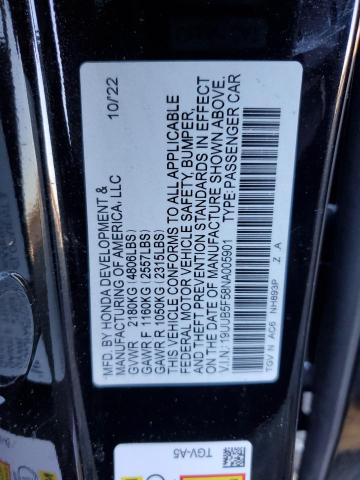 MFD BY HONDA DEVELOPMENT &
MANUFACTURING OF AMERICA, LLC 10/22
GVWR 2180KG (4806LBS)
GAWR F 1160KG (2557LBS)
GAWR R 1050KG (2315LBS)
THIS VEHICLE CONFORMS TO ALL APPLICABLE
FEDERAL MOTOR VEHICLE SAFETY, BUMPER,
AND THEFT PREVENTION STANDARDS IN EFFECT
ON THE DATE OF MANUFACTURE SHOWN ABOVE.
V.I.N.: 19UUB5F58NA005901 TYPE: PASSENGER CAR
TGV N AC6 NH893P Z A
TGV-A5